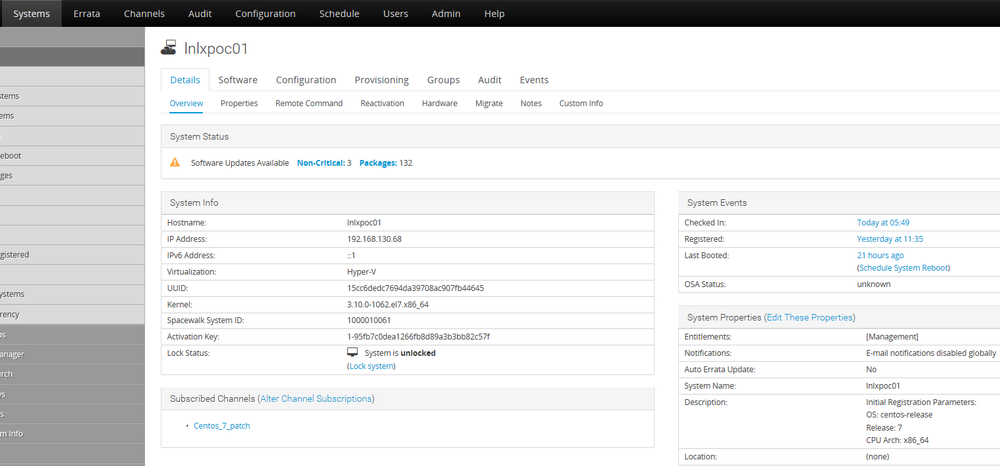 Systems Errata Channels Audit Configuration Schedule Users Admin Help
lnlxpoc01
Details Software Configuration Provisioning Groups Audit Events
Overview Properties Remote Command Reactivation Hardware Migrate Notes Custom Info
System Status
Software Updates Available Non-Critical: 3 Packages: 132
System Info
Hostname: lnlxpoc01
IP Address: 192.168.130.68
IPv6 Address: ::1
Virtualization: Hyper-V
UUID: 15cc6dedc7694da39708ac907fb44645
Kernel: 3.10.0-1062.el7.x86_64
Spacewalk System ID: 1000010061
Activation Key: 1-95fb7c0dea1266fb8d89a3b3bb82c57f
Lock Status: System is unlocked
(Lock system)
Subscribed Channels (Alter Channel Subscriptions)
• Centos_7_patch
System Events
Checked In: Today at 05:49
Registered: Yesterday at 11:35
Last Booted: 21 hours ago
(Schedule System Reboot)
OSA Status: unknown
System Properties (Edit These Properties)
Entitlements: [Management]
Notifications: E-mail notifications disabled globally
Auto Errata Update: No
System Name: lnlxpoc01
Description: Initial Registration Parameters:
OS: centos-release
Release: 7
CPU Arch: x86_64
Location: (none)
stems
ems
eboot
ges
gistered
ystems
rency
ps
anager
rch
ys
s
m Info